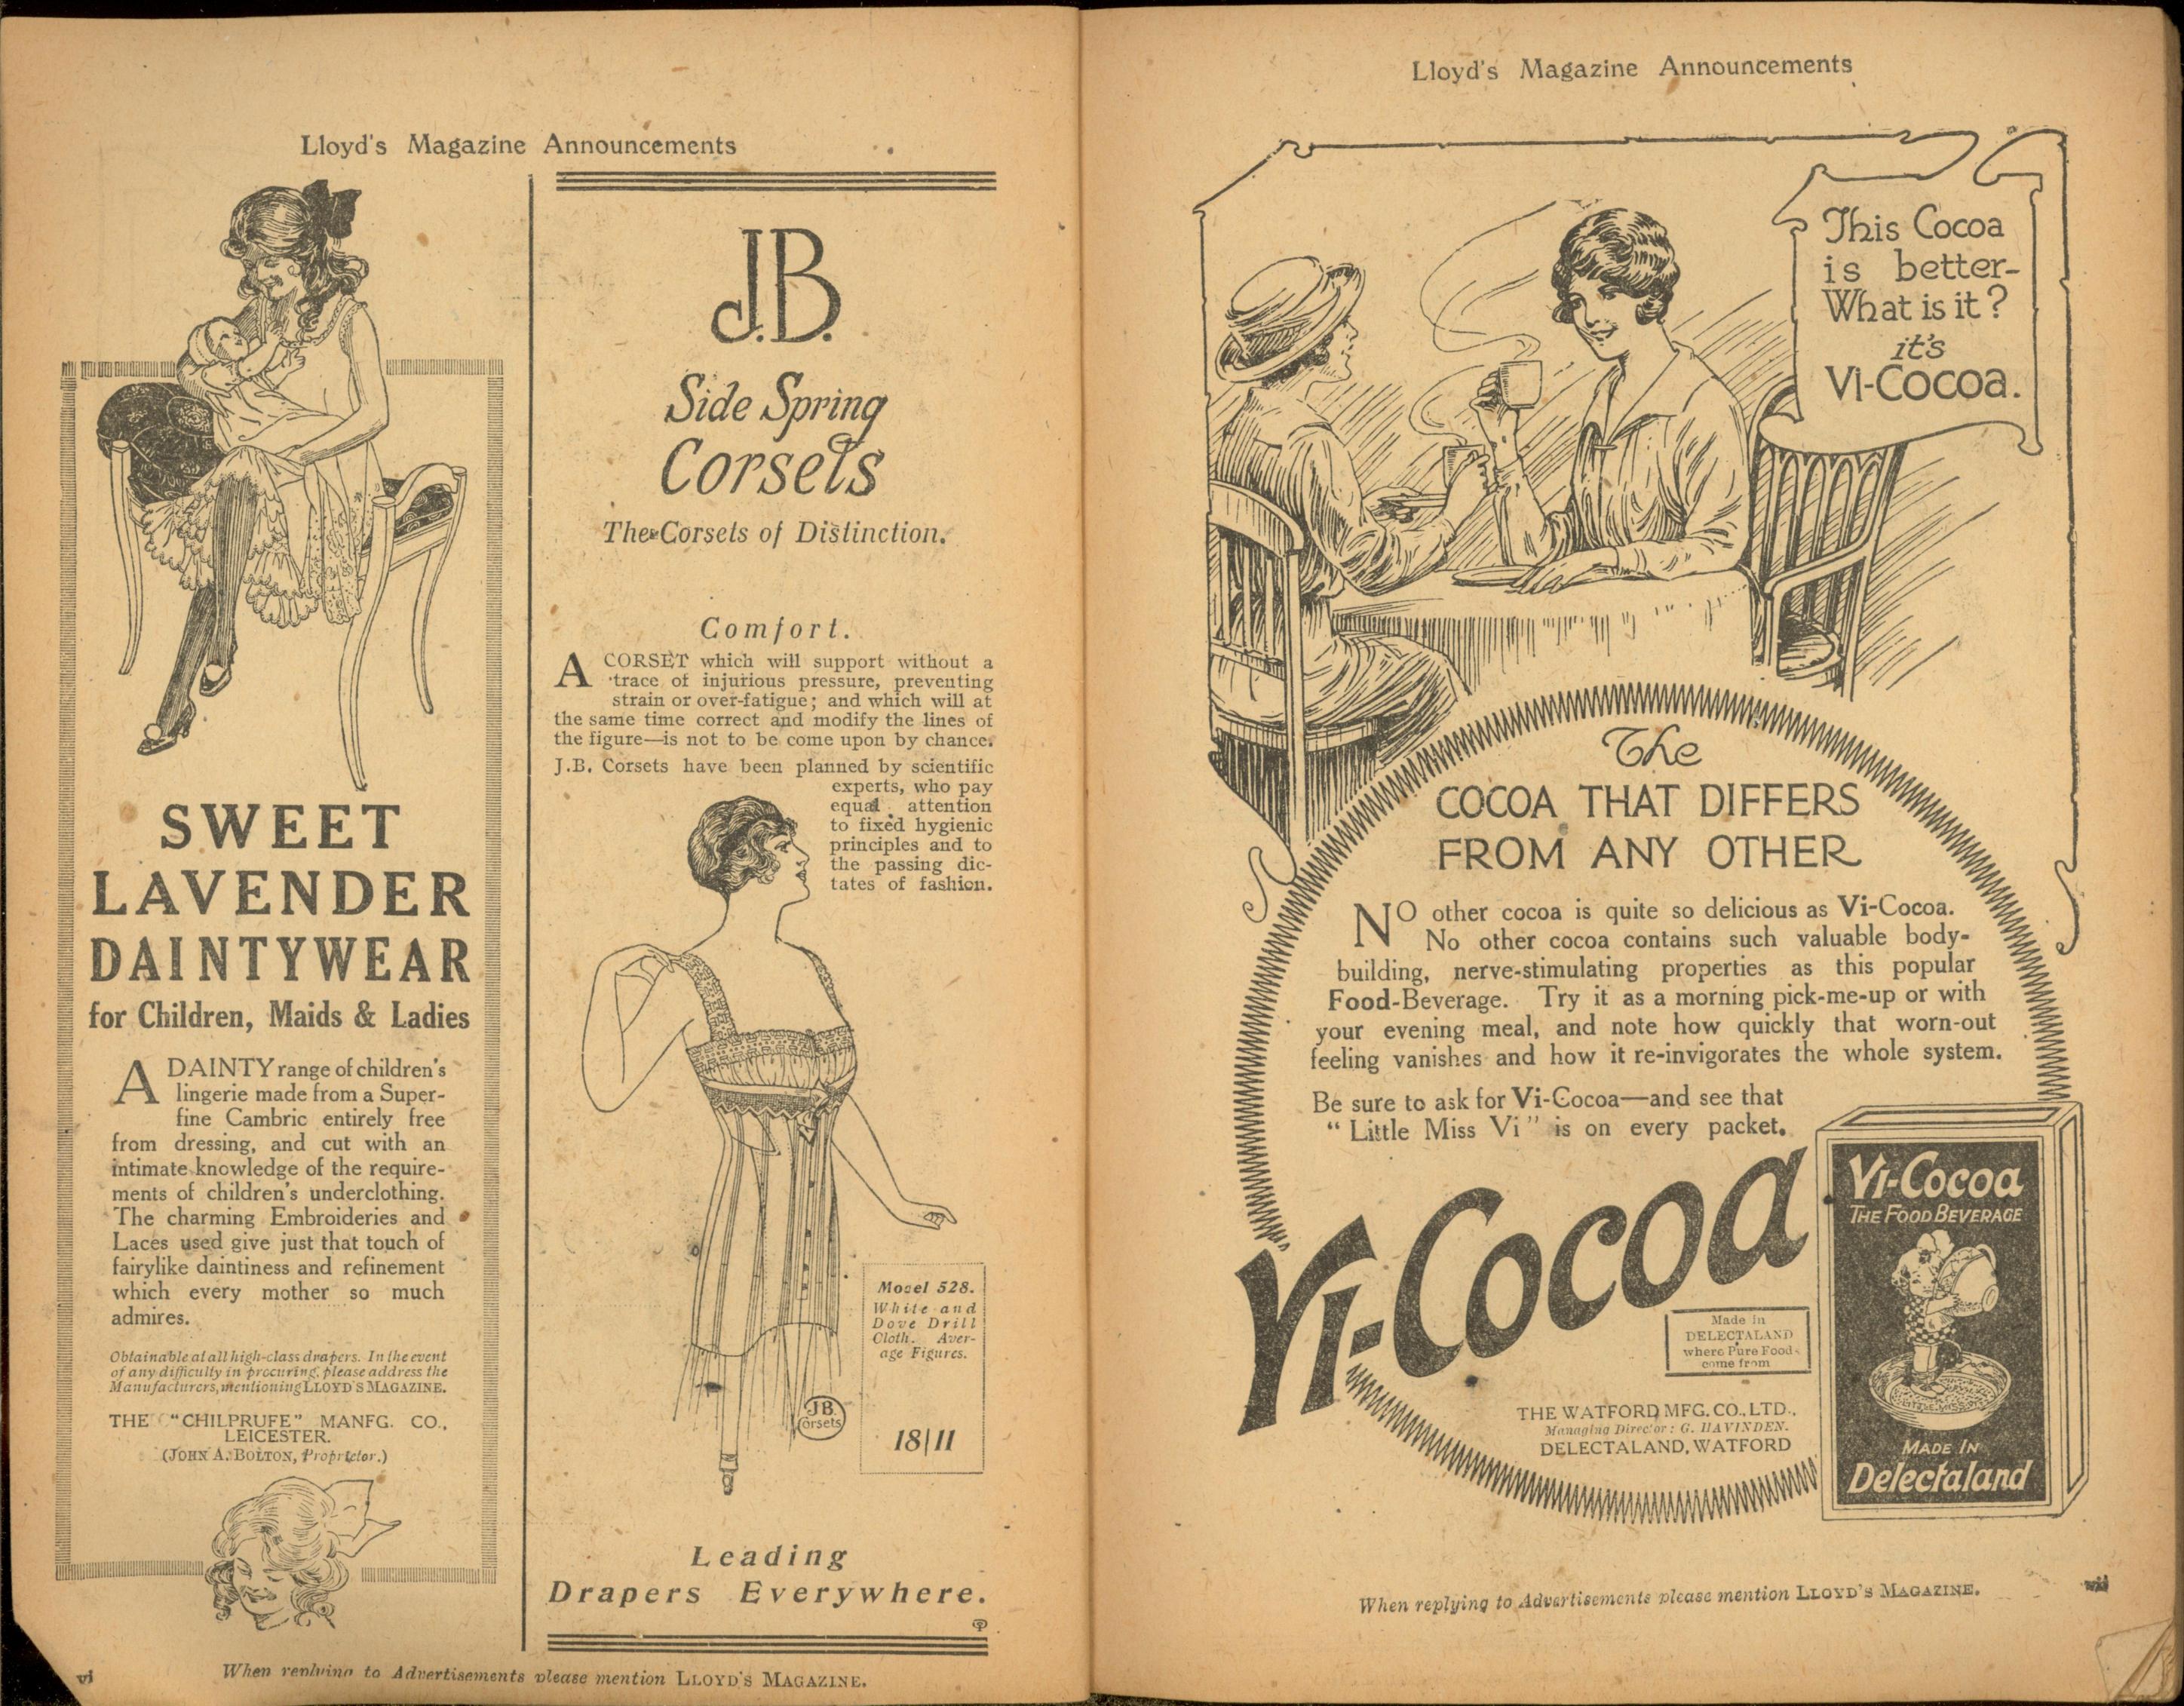 Lloyd's Magazine Announcements
SWEET
LAVENDER
DAINTYWEAR
for Children, Maids & Ladies
A DAINTY range of children's
lingerie made from a Super-
fine Cambric entirely free
from dressing, and cut with an
intimate knowledge of the require-
ments of children's underclothing.
The charming Embroideries and
Laces used give just that touch of
fairylike daintiness and refinement
which every mother so much
admires.
Obtainable at all high-class drapers. In the event
of any difficulty in procuring, please address the
Manufacturers, mentioning LLOYD'S MAGAZINE.
THE "CHILPRUFE" MANFG. CO.,
LEICESTER.
(JOHN A. BOLTON, Proprietor.)
J.B.
Side Spring
Corsets
The Corsets of Distinction.
Comfort.
A CORSET which will support without a
trace of injurious pressure, preventing
strain or over-fatigue; and which will at
the same time correct and modify the lines of
the figure—is not to be come upon by chance.
J.B. Corsets have been planned by scientific
experts, who pay
equal attention
to fixed hygienic
principles and to
the passing dic-
tates of fashion.
Model 528.
White and
Dove Drill
Cloth. Aver-
age Figures.
18/11
JB
Corsets
Leading
Drapers Everywhere.
vi
When replying to Advertisements please mention LLOYD'S MAGAZINE.
Lloyd's Magazine Announcements
This Cocoa
is better-
What is it?
it's
Vi-Cocoa.
The
COCOA THAT DIFFERS
FROM ANY OTHER
NO other cocoa is quite so delicious as Vi-Cocoa.
No other cocoa contains such valuable body-
building, nerve-stimulating properties as this popular
Food-Beverage. Try it as a morning pick-me-up or with
your evening meal, and note how quickly that worn-out
feeling vanishes and how it re-invigorates the whole system.
Be sure to ask for Vi-Cocoa—and see that
"Little Miss Vi" is on every packet.
Vi-Cocoa
Made in
DELECTALAND
where Pure Foods
come from
THE WATFORD MFG. CO., LTD.,
Managing Director: G. HAVINDEN.
DELECTALAND, WATFORD
Vi-Cocoa
THE FOOD BEVERAGE
MADE IN
Delectaland
When replying to Advertisements please mention LLOYD'S MAGAZINE.
vii